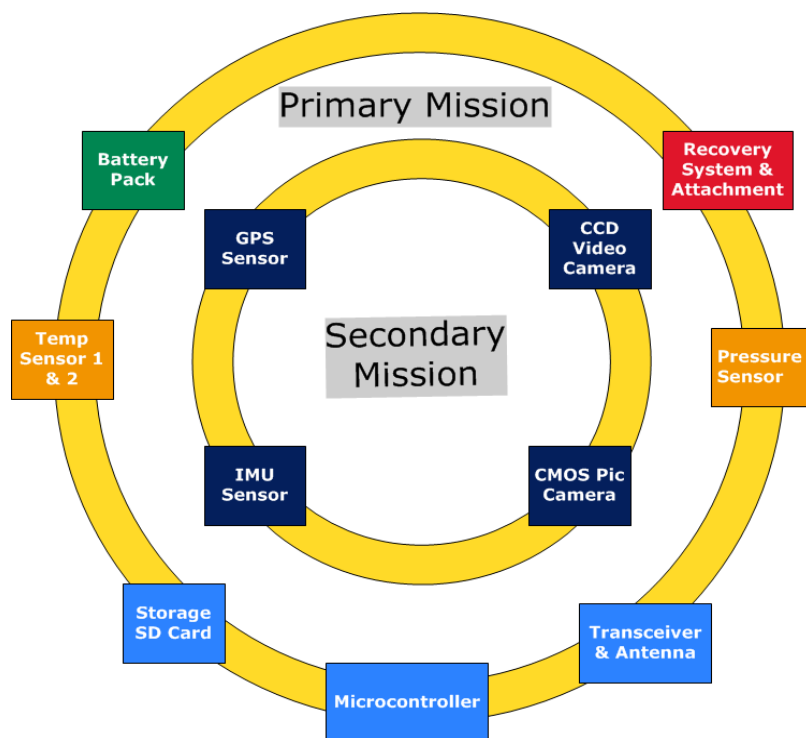 Primary Mission
Battery
Pack
Recovery
System &
Attachment
GPS
Sensor
CCD
Video
Camera
Temp
Sensor 1
& 2
Secondary
Mission
Pressure
Sensor
IMU
Sensor
CMOS Pic
Camera
Storage
SD Card
Transceiver
& Antenna
Microcontroller